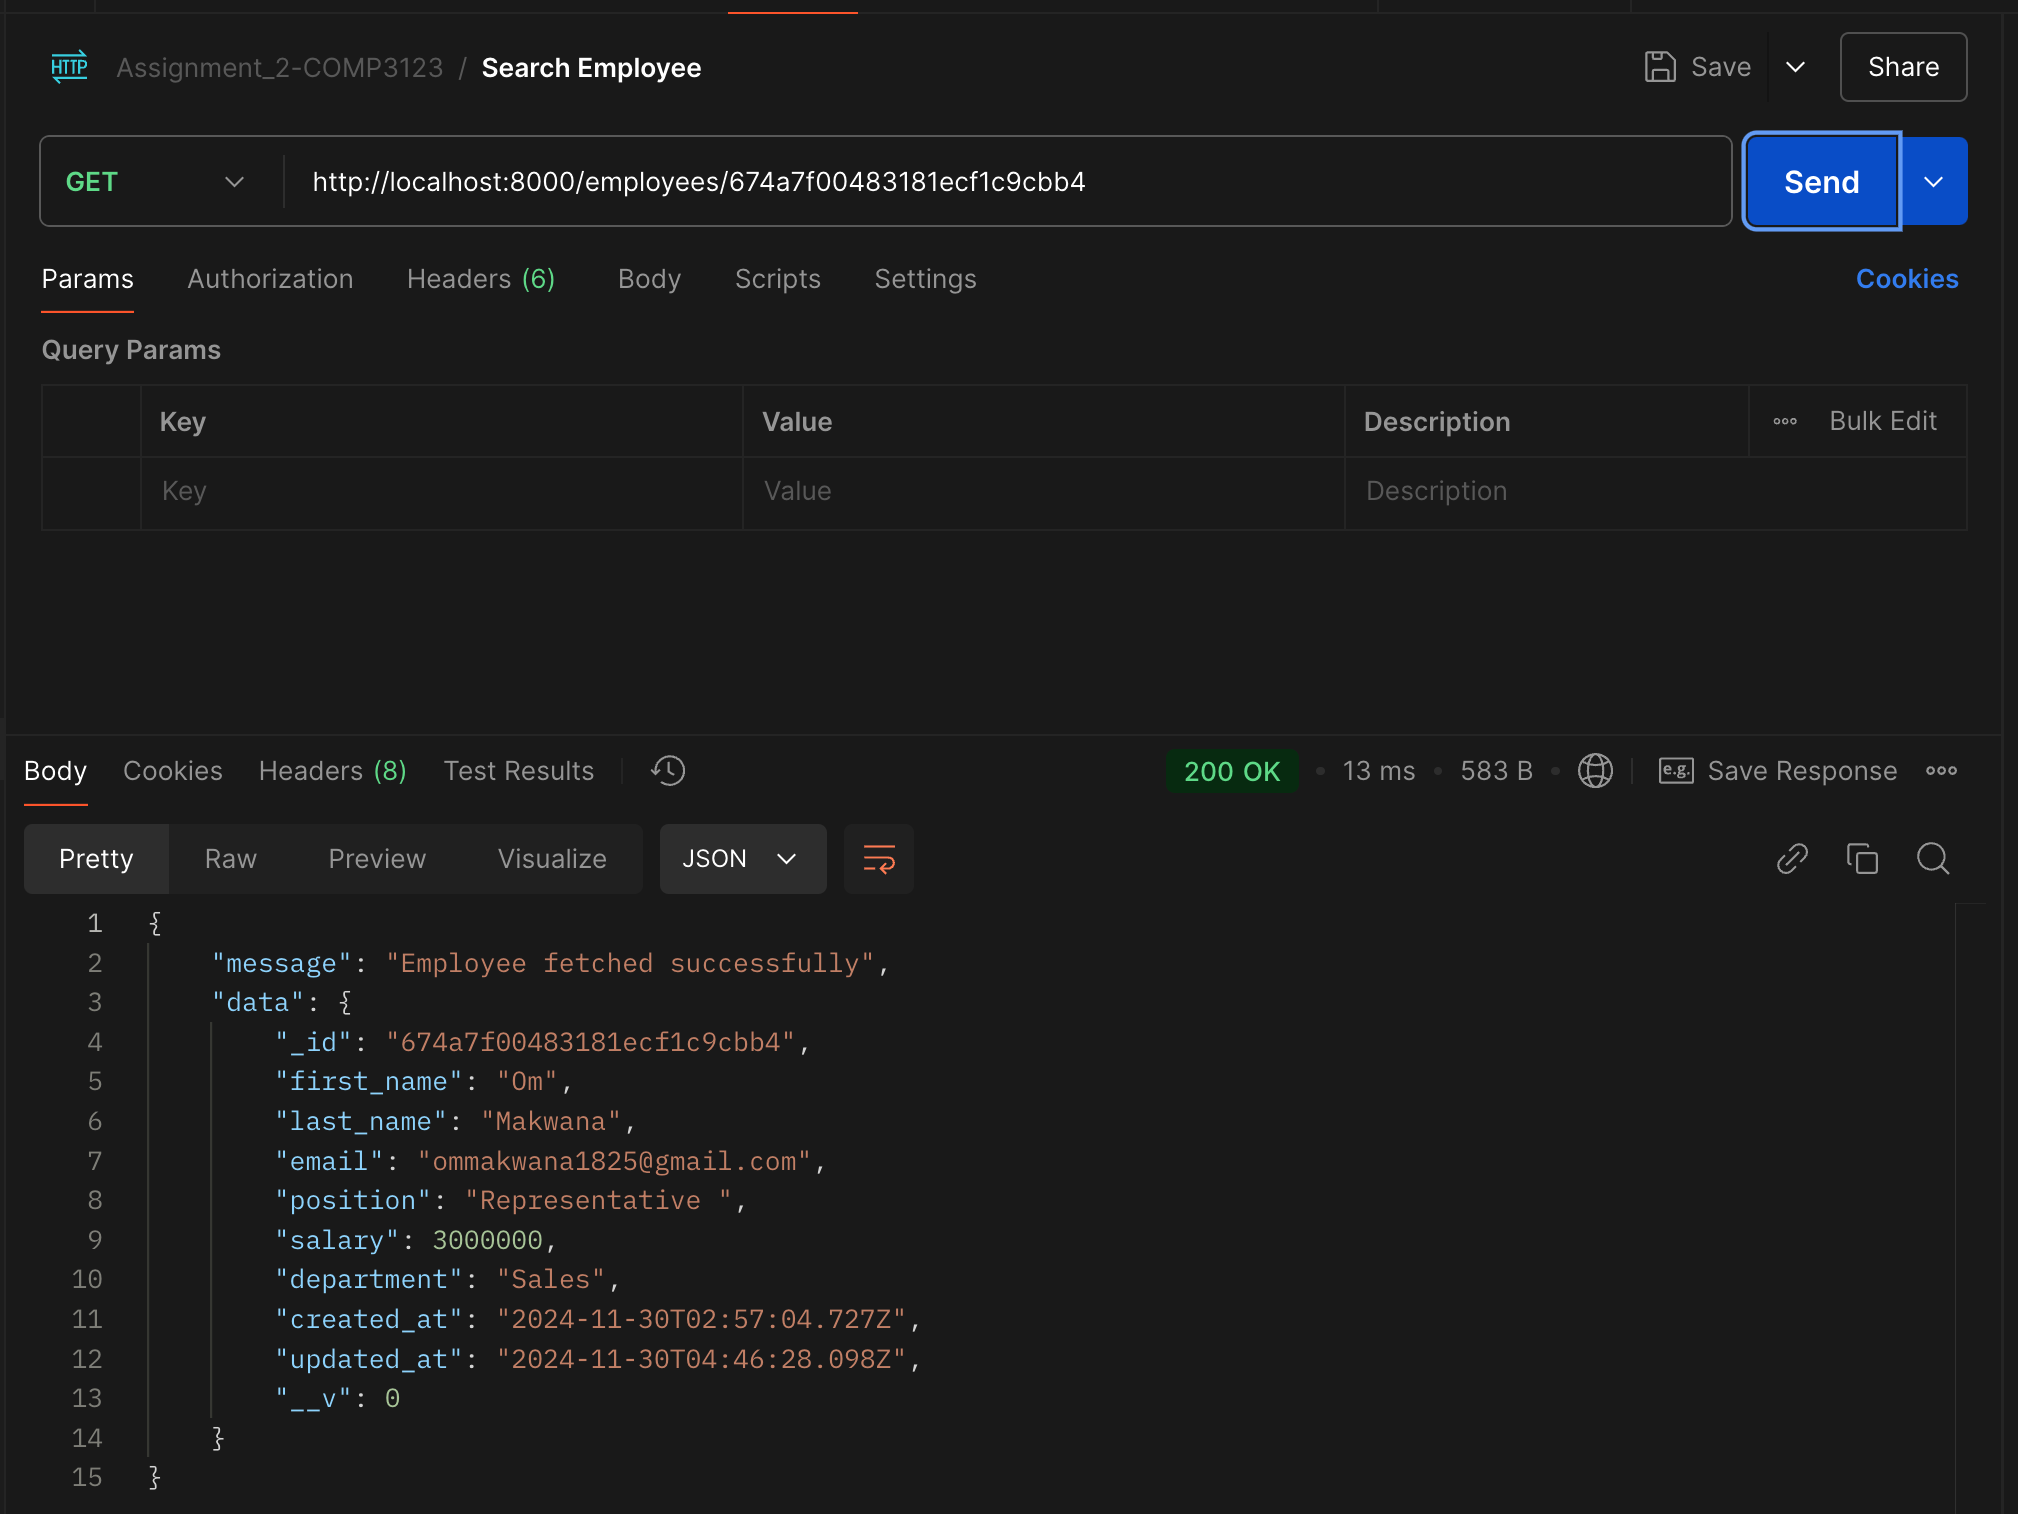 HTTP Assignment_2-COMP3123 / Search Employee Save Share
GET http://localhost:8000/employees/674a7f00483181ecf1c9cbb4 Send
Params Authorization Headers (6) Body Scripts Settings Cookies
Query Params
Key Value Description Bulk Edit
Key Value Description
Body Cookies Headers (8) Test Results 200 OK 13 ms 583 B e.g. Save Response
Pretty Raw Preview Visualize JSON
1 {
2 "message": "Employee fetched successfully",
3 "data": {
4 "_id": "674a7f00483181ecf1c9cbb4",
5 "first_name": "Om",
6 "last_name": "Makwana",
7 "email": "ommakwana1825@gmail.com",
8 "position": "Representative ",
9 "salary": 3000000,
10 "department": "Sales",
11 "created_at": "2024-11-30T02:57:04.727Z",
12 "updated_at": "2024-11-30T04:46:28.098Z",
13 "__v": 0
14 }
15 }